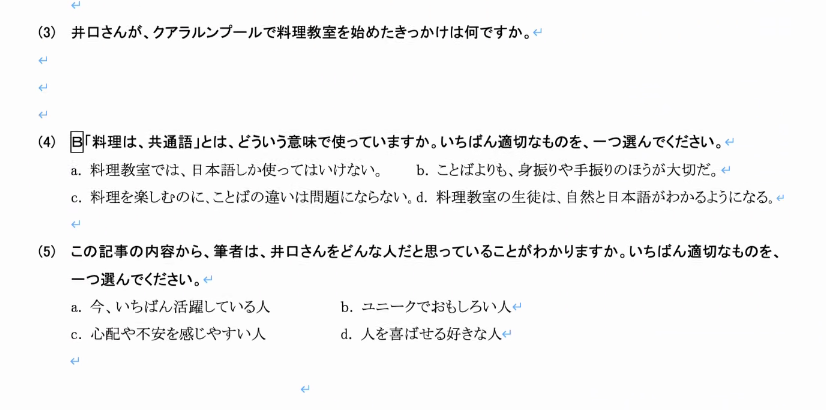 (3) 井口さんが、クアラルンプールで料理教室を始めたきっかけは何ですか。
(4) B「料理は、共通語」とは、どういう意味で使っていますか。いちばん適切なものを、一つ選んでください。
a. 料理教室では、日本語しか使ってはいけない。 b. ことばよりも、身振りや手振りのほうが大切だ。
c. 料理を楽しむのに、ことばの違いは問題にならない。d. 料理教室の生徒は、自然と日本語がわかるようになる。
(5) この記事の内容から、筆者は、井口さんをどんな人だと思っていることがわかりますか。いちばん適切なものを、
一つ選んでください。
a. 今、いちばん活躍している人 b. ユニークでおもしろい人
c. 心配や不安を感じやすい人 d. 人を喜ばせる好きな人